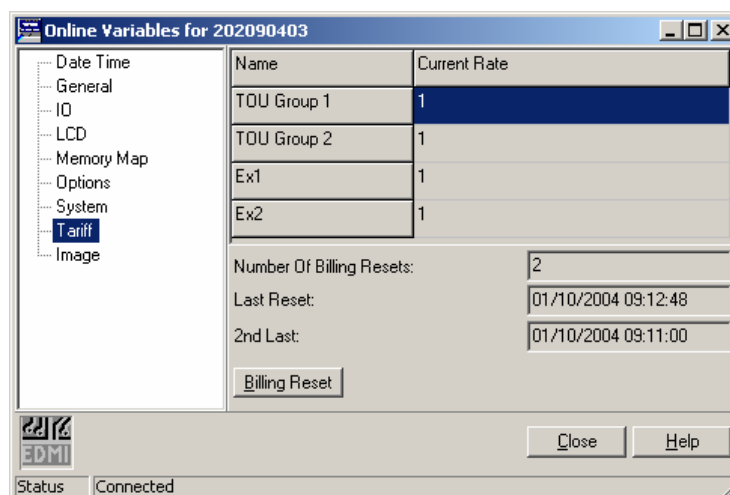 Online Variables for 202090403
Date Time
General
IO
LCD
Memory Map
Options
System
Tariff
Image
Name Current Rate
TOU Group 1 1
TOU Group 2 1
Ex1 1
Ex2 1
Number Of Billing Resets: 2
Last Reset: 01/10/2004 09:12:48
2nd Last: 01/10/2004 09:11:00
Billing Reset
EDMI
Close Help
Status Connected